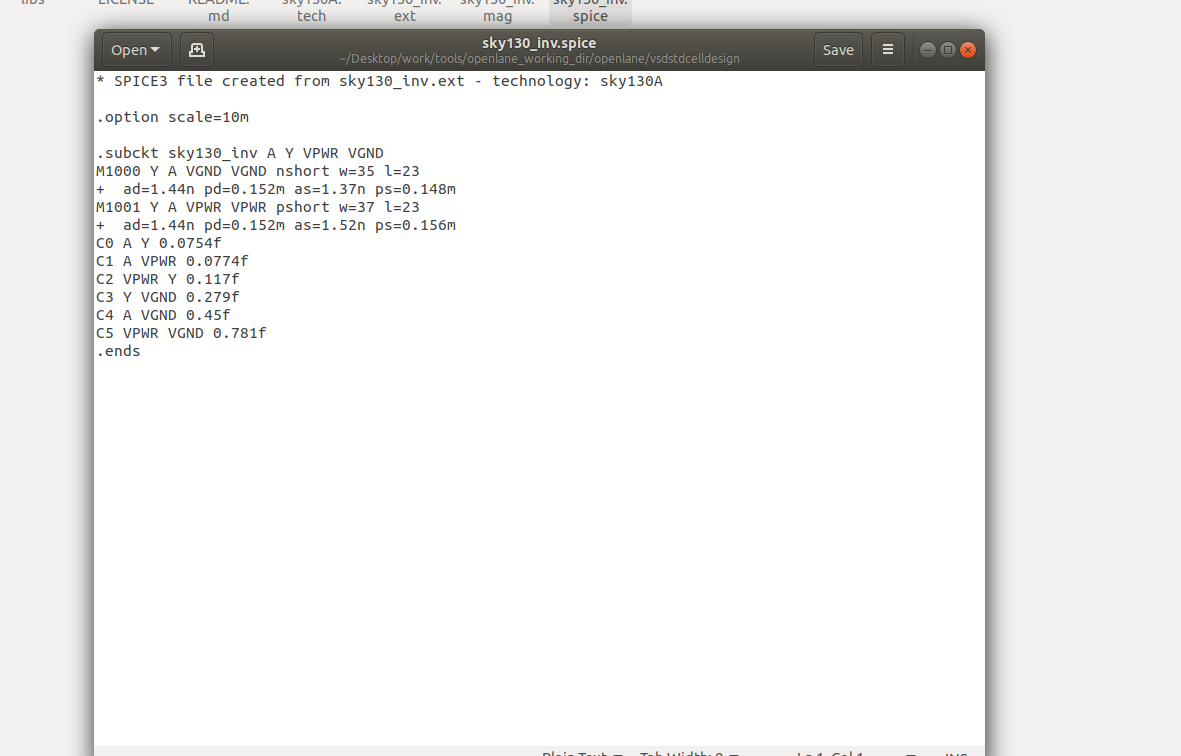 libs LICENSE README. sky130A. sky130_inv. sky130_inv. sky130_inv.
md tech ext mag spice
Open sky130_inv.spice Save
~/Desktop/work/tools/openlane_working_dir/openlane/vsdstdcelldesign
* SPICE3 file created from sky130_inv.ext - technology: sky130A
.option scale=10m
.subckt sky130_inv A Y VPWR VGND
M1000 Y A VGND VGND nshort w=35 l=23
+  ad=1.44n pd=0.152m as=1.37n ps=0.148m
M1001 Y A VPWR VPWR pshort w=37 l=23
+  ad=1.44n pd=0.152m as=1.52n ps=0.156m
C0 A Y 0.0754f
C1 A VPWR 0.0774f
C2 VPWR Y 0.117f
C3 Y VGND 0.279f
C4 A VGND 0.45f
C5 VPWR VGND 0.781f
.ends
Plain Text Tab Width: 8 Ln 1, Col 1 INS